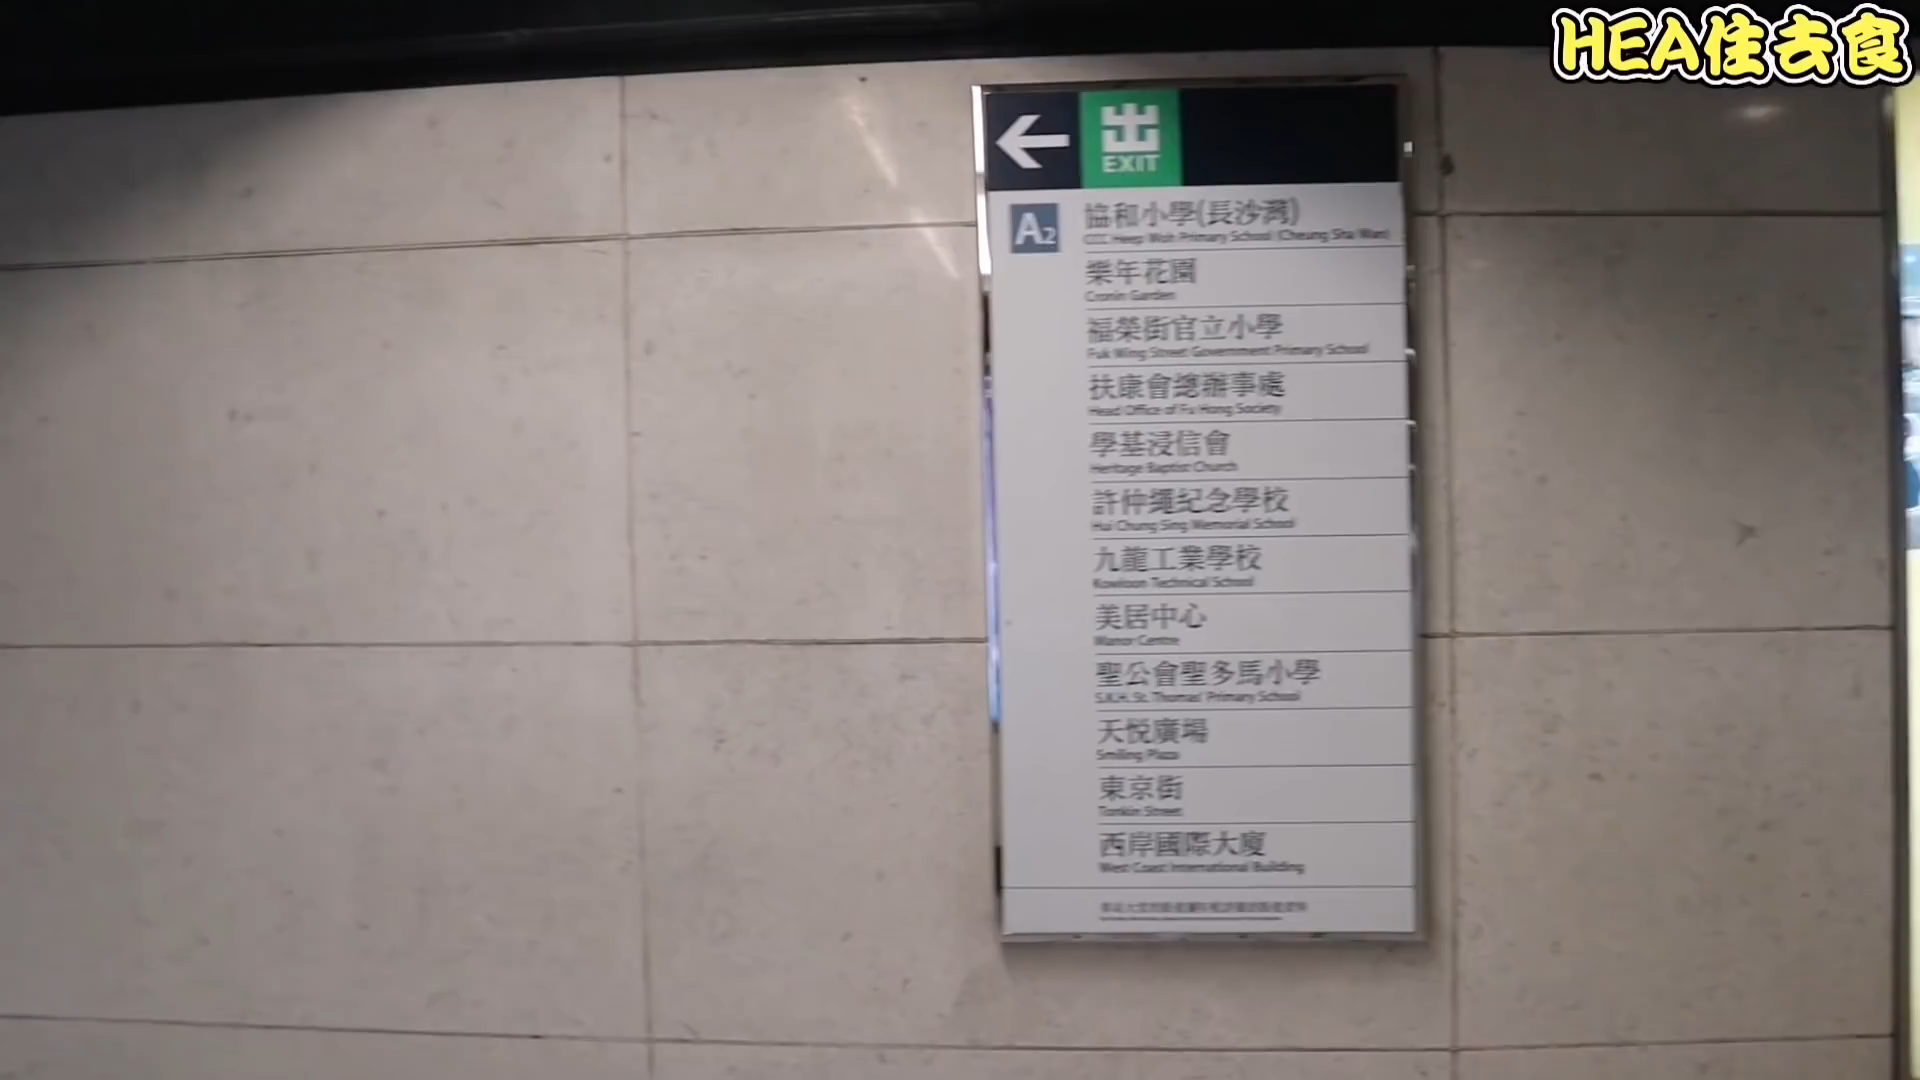 HEA住去食
出
EXIT
A2
協和小學(長沙灣)
CCC Heep Woh Primary School (Cheung Sha Wan)
樂年花園
Cronin Garden
福榮街官立小學
Fuk Wing Street Government Primary School
扶康會總辦事處
Head Office of Fu Hong Society
學基浸信會
Heritage Baptist Church
許仲繩紀念學校
Hui Chung Sing Memorial School
九龍工業學校
Kowloon Technical School
美居中心
Manor Centre
聖公會聖多馬小學
S.K.H. St. Thomas' Primary School
天悅廣場
Smiling Plaza
東京街
Tonkin Street
西岸國際大廈
West Coast International Building